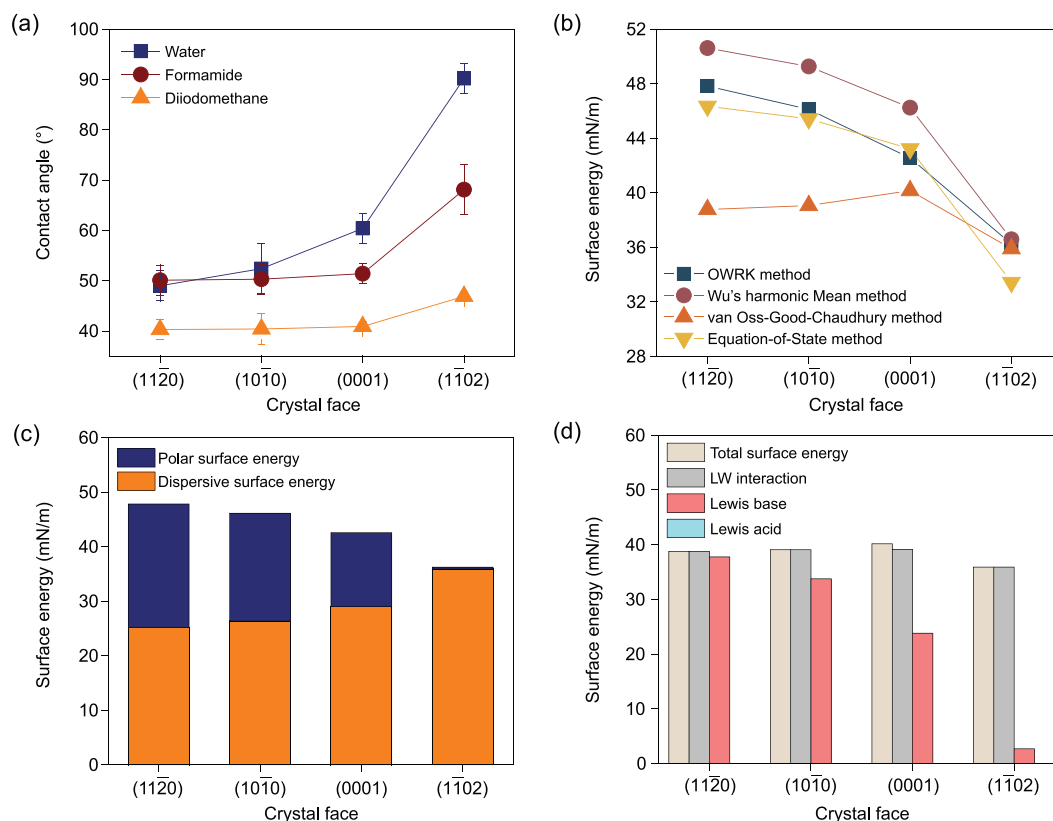 (a)
100
90
80
70
60
50
40
Contact angle (°)
Water
Formamide
Diiodomethane
(112̄0) (101̄0) (0001) (11̄02)
Crystal face
(b)
52
48
44
40
36
32
28
Surface energy (mN/m)
OWRK method
Wu's harmonic Mean method
van Oss-Good-Chaudhury method
Equation-of-State method
(112̄0) (101̄0) (0001) (11̄02)
Crystal face
(c)
60
50
40
30
20
10
0
Surface energy (mN/m)
Polar surface energy
Dispersive surface energy
(112̄0) (101̄0) (0001) (11̄02)
Crystal face
(d)
60
50
40
30
20
10
0
Surface energy (mN/m)
Total surface energy
LW interaction
Lewis base
Lewis acid
(112̄0) (101̄0) (0001) (11̄02)
Crystal face